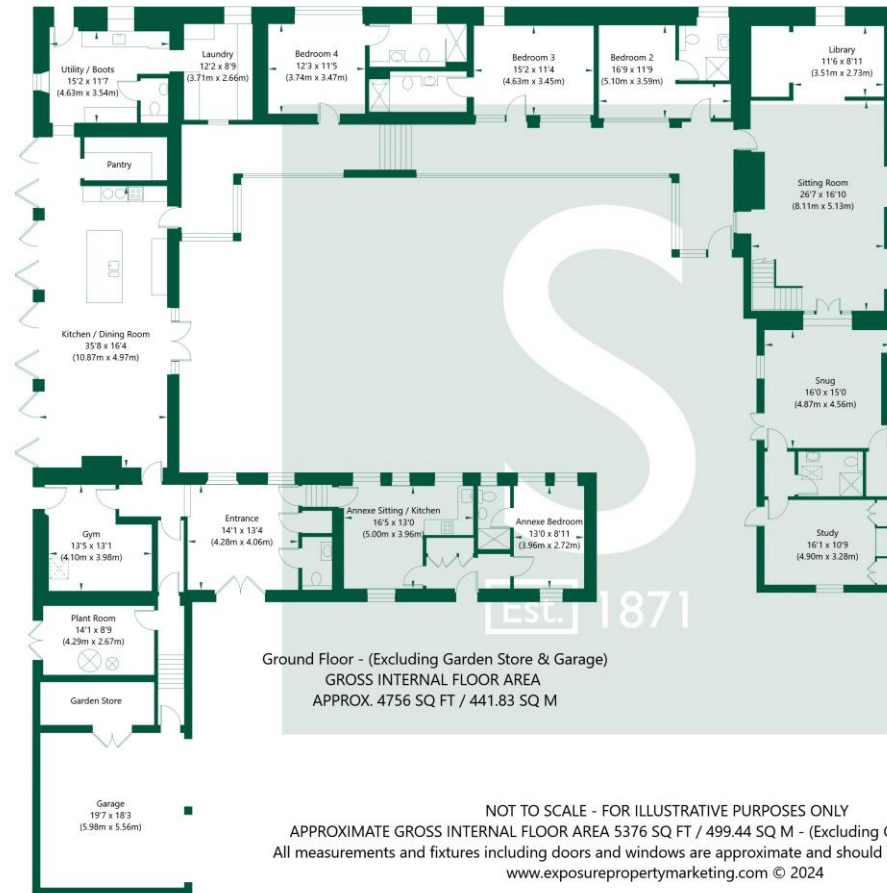 Utility / Boots
15'2 x 11'7
(4.63m x 3.54m)
Laundry
12'2 x 8'9
(3.71m x 2.66m)
Bedroom 4
12'3 x 11'5
(3.74m x 3.47m)
Bedroom 3
15'2 x 11'4
(4.63m x 3.45m)
Bedroom 2
16'9 x 11'9
(5.10m x 3.59m)
Library
11'6 x 8'11
(3.51m x 2.73m)
Pantry
Sitting Room
26'7 x 16'10
(8.11m x 5.13m)
Kitchen / Dining Room
35'8 x 16'4
(10.87m x 4.97m)
S
Snug
16'0 x 15'0
(4.87m x 4.56m)
Gym
13'5 x 13'1
(4.10m x 3.98m)
Entrance
14'1 x 13'4
(4.28m x 4.06m)
Annexe Sitting / Kitchen
16'5 x 13'0
(5.00m x 3.96m)
Annexe Bedroom
13'0 x 8'11
(3.96m x 2.72m)
Study
16'1 x 10'9
(4.90m x 3.28m)
Est. 1871
Plant Room
14'1 x 8'9
(4.29m x 2.67m)
Garden Store
Ground Floor - (Excluding Garden Store & Garage)
GROSS INTERNAL FLOOR AREA
APPROX. 4756 SQ FT / 441.83 SQ M
Garage
19'7 x 18'3
(5.98m x 5.56m)
NOT TO SCALE - FOR ILLUSTRATIVE PURPOSES ONLY
APPROXIMATE GROSS INTERNAL FLOOR AREA 5376 SQ FT / 499.44 SQ M - (Excluding
All measurements and fixtures including doors and windows are approximate and should
www.exposurepropertymarketing.com © 2024